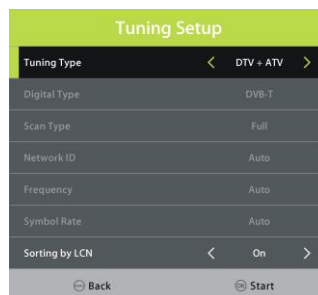 Tuning Setup
Tuning Type < DTV + ATV >
Digital Type DVB-T
Scan Type Full
Network ID Auto
Frequency Auto
Symbol Rate Auto
Sorting by LCN < On >
Back Start